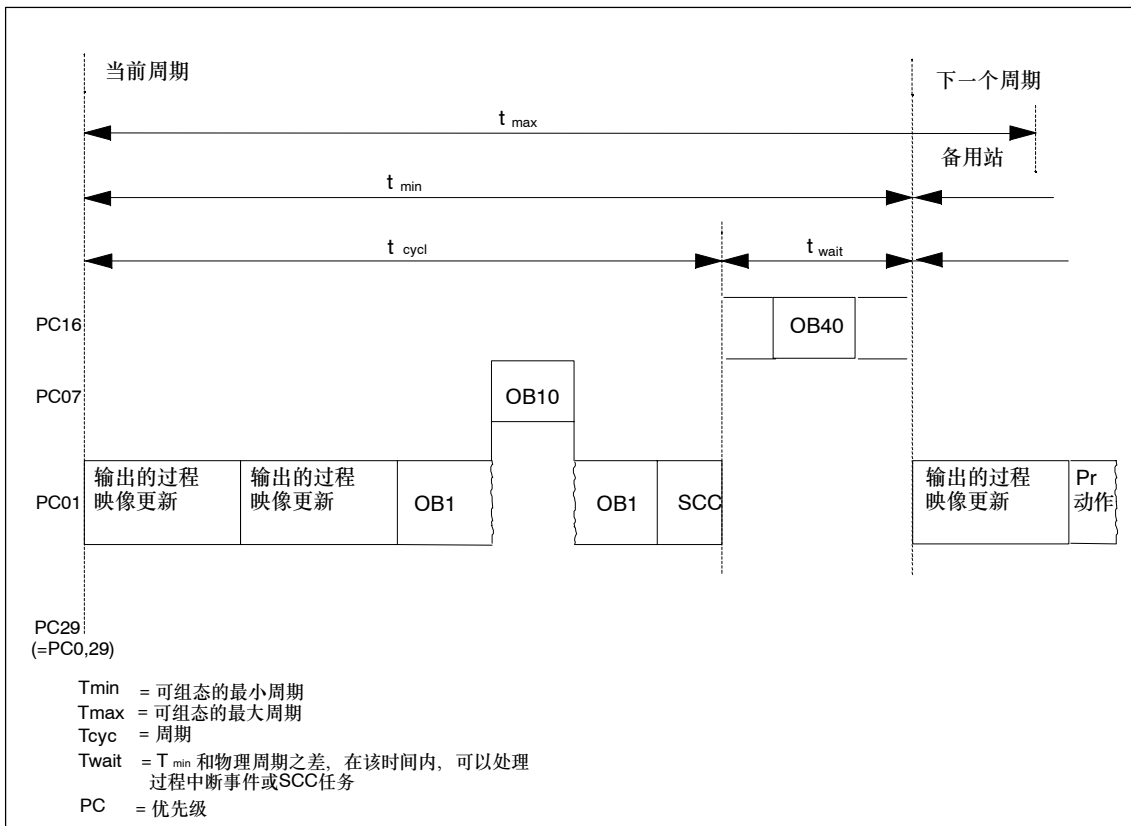 当前周期
下一个周期
t max
备用站
t min
t cycl
t wait
PC16
OB40
PC07
OB10
PC01
输出的过程
映像更新
输出的过程
映像更新
OB1
OB1
SCC
输出的过程
映像更新
Pr
动作
PC29
(=PC0,29)
Tmin = 可组态的最小周期
Tmax = 可组态的最大周期
Tcyc = 周期
Twait = T min 和物理周期之差，在该时间内，可以处理
过程中断事件或SCC任务
PC = 优先级